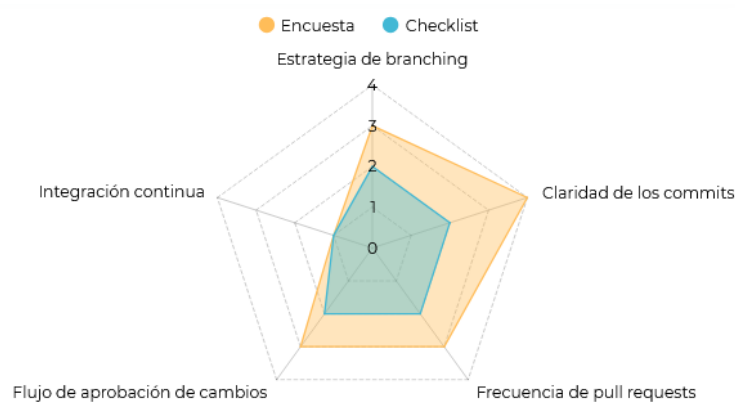 Encuesta Checklist
Estrategia de branching
4
3
2
Integración continua
Claridad de los commits
1
0
Flujo de aprobación de cambios
Frecuencia de pull requests